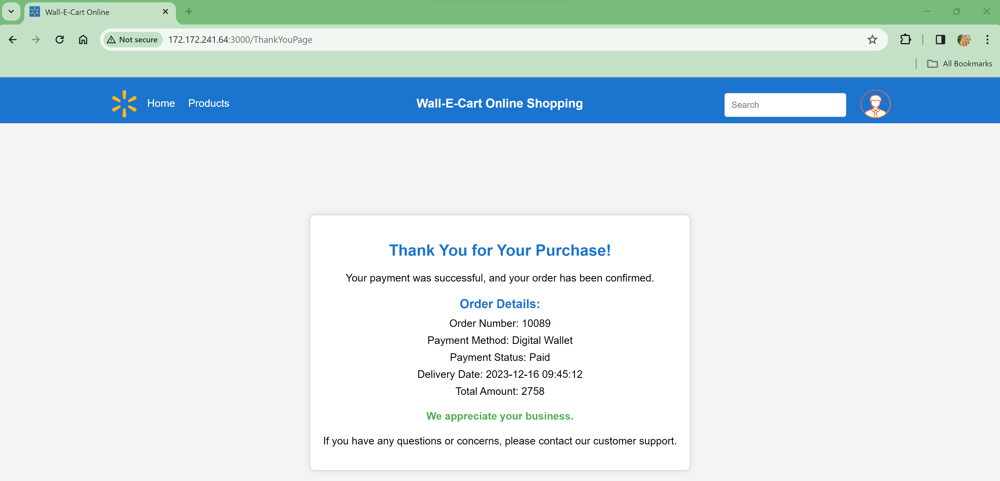 Wall-E-Cart Online
Not secure
172.172.241.64:3000/ThankYouPage
All Bookmarks
Home
Products
Wall-E-Cart Online Shopping
Search
Thank You for Your Purchase!
Your payment was successful, and your order has been confirmed.
Order Details:
Order Number: 10089
Payment Method: Digital Wallet
Payment Status: Paid
Delivery Date: 2023-12-16 09:45:12
Total Amount: 2758
We appreciate your business.
If you have any questions or concerns, please contact our customer support.